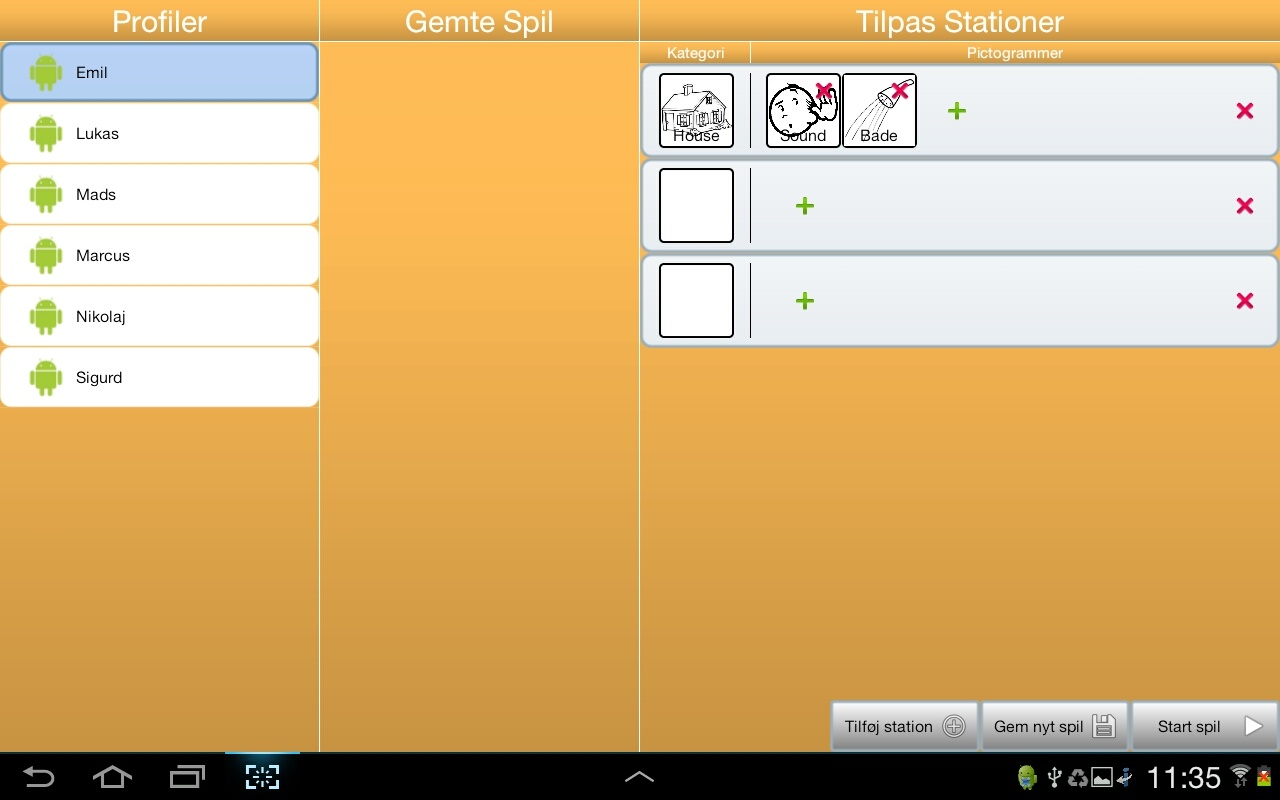 Profiler
Gemte Spil
Tilpas Stationer
Kategori
Pictogrammer
Emil
Lukas
Mads
Marcus
Nikolaj
Sigurd
House
Sound
Bade
Tilføj station
Gem nyt spil
Start spil
11:35